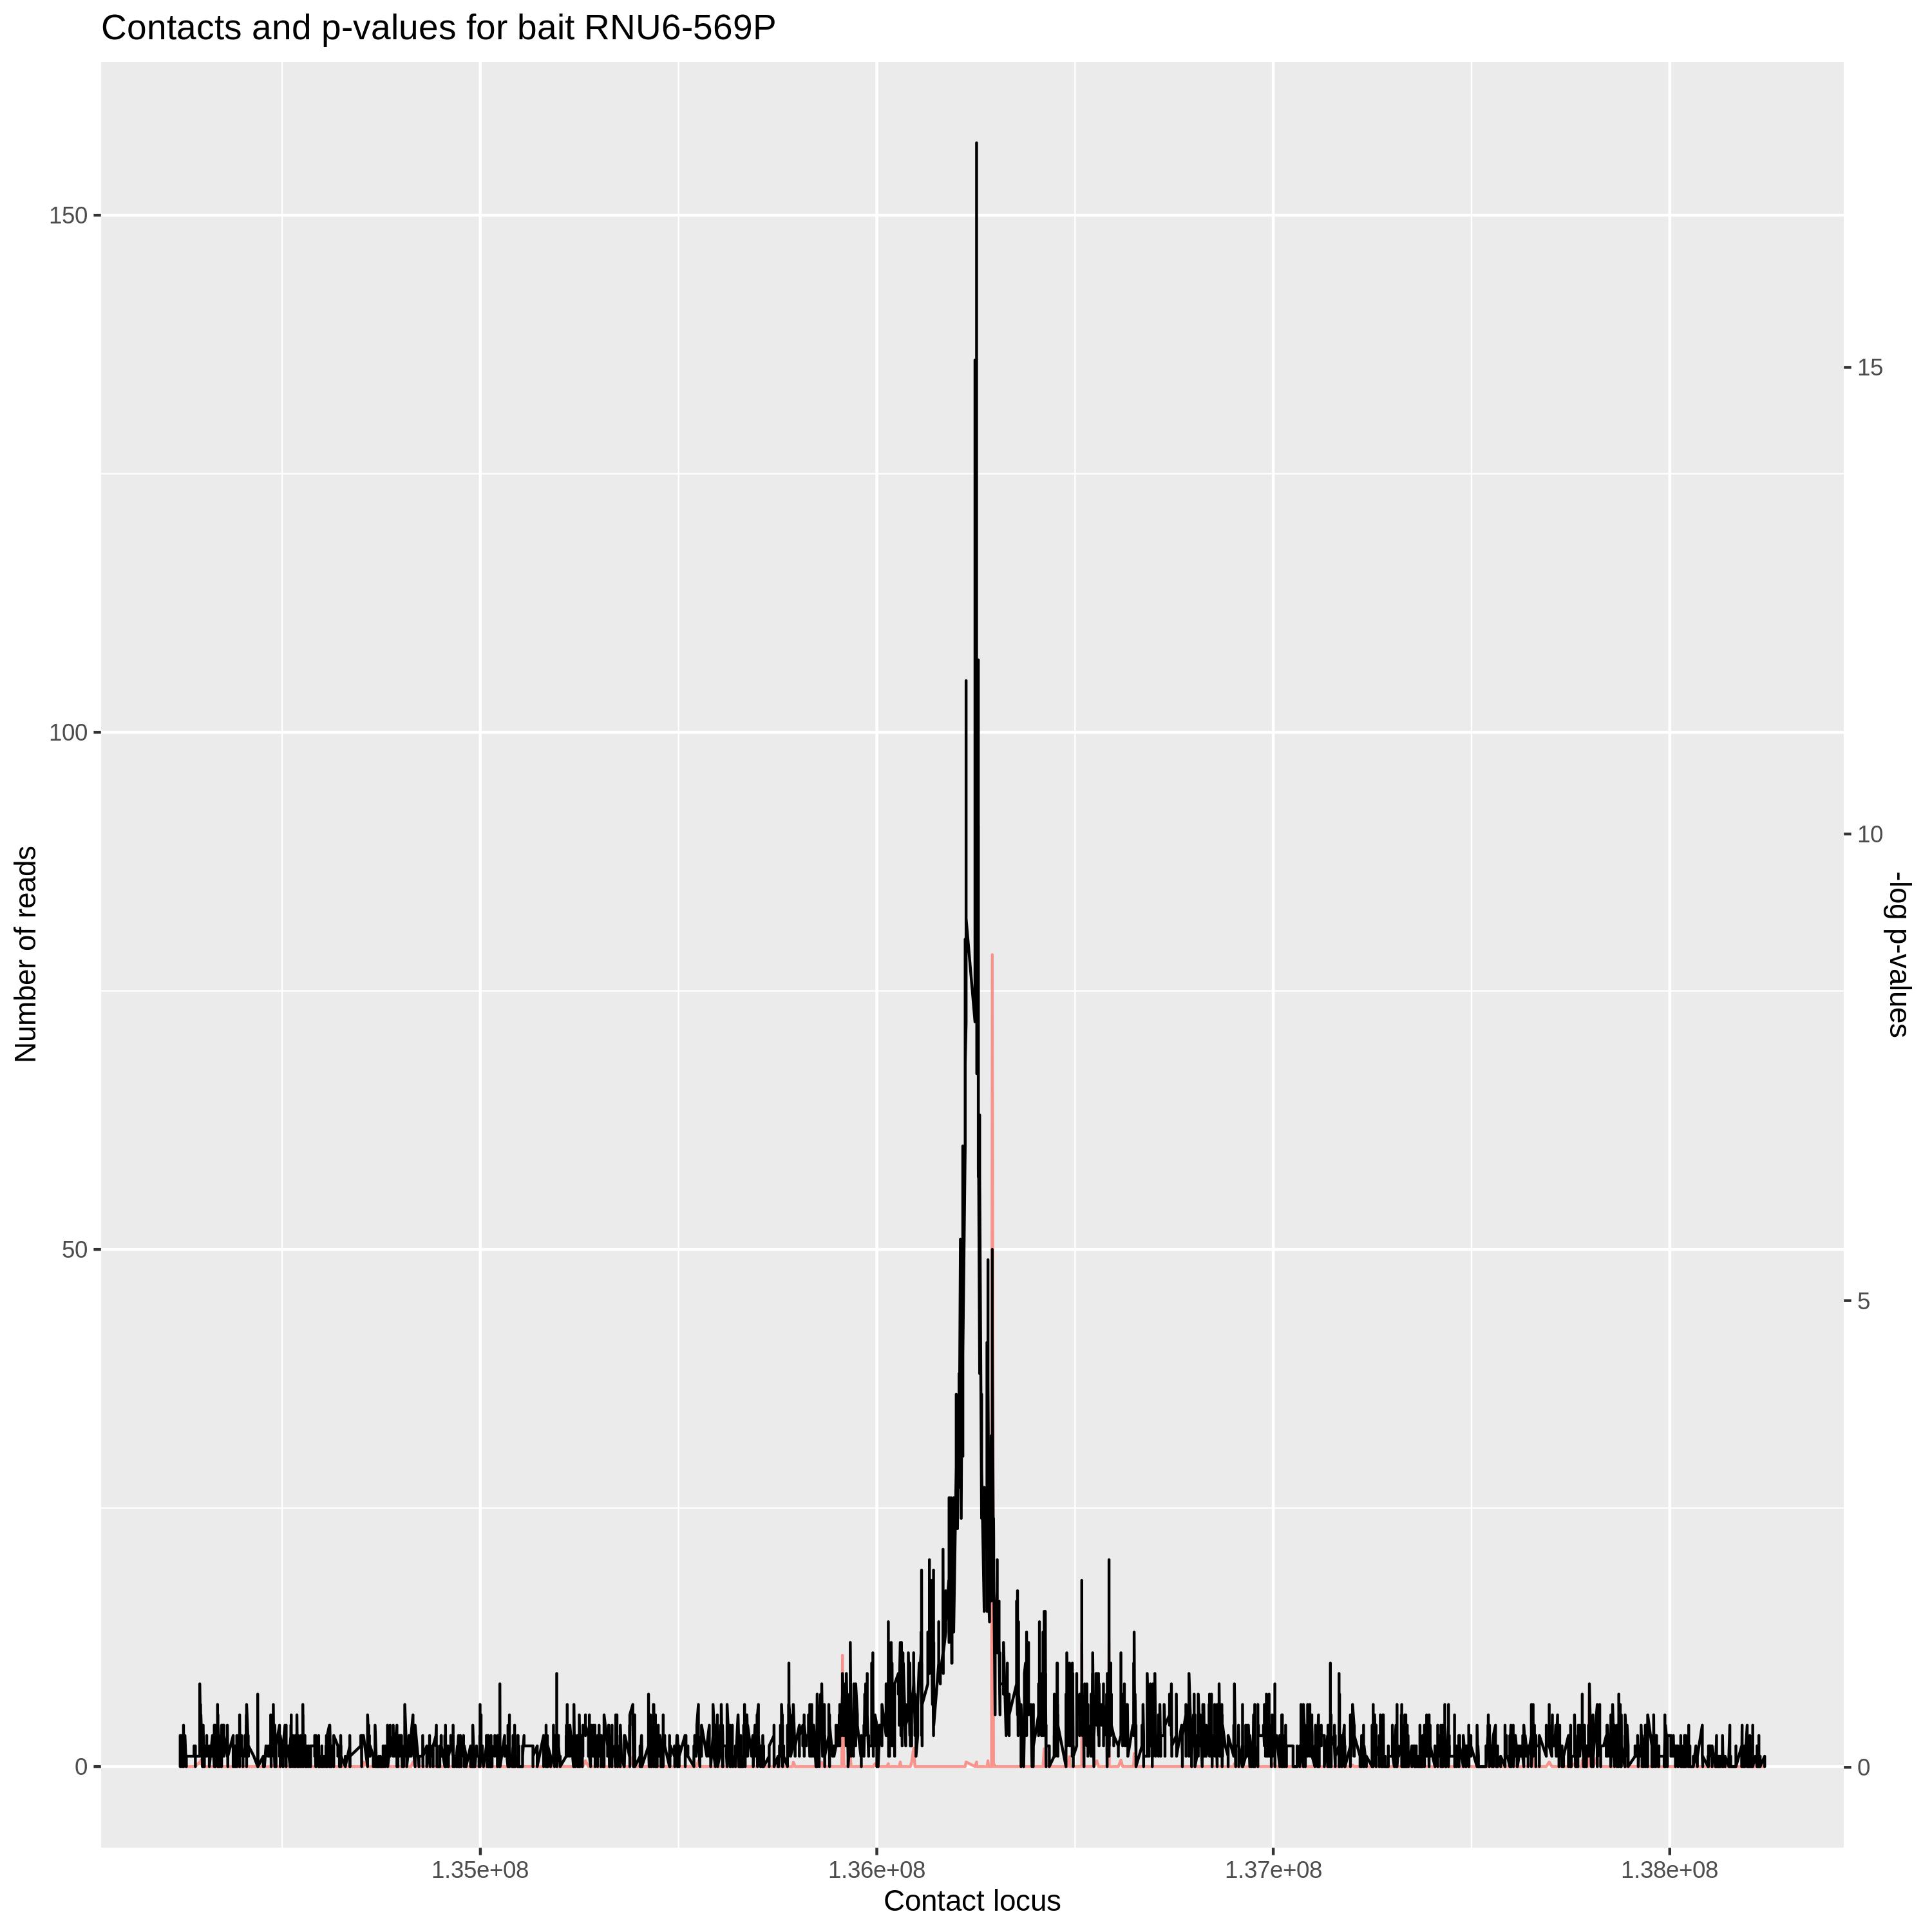 Contacts and p-values for bait RNU6-569P
150
100
50
0
Number of reads
15
10
5
0
-log p-values
1.35e+08
1.36e+08
1.37e+08
1.38e+08
Contact locus